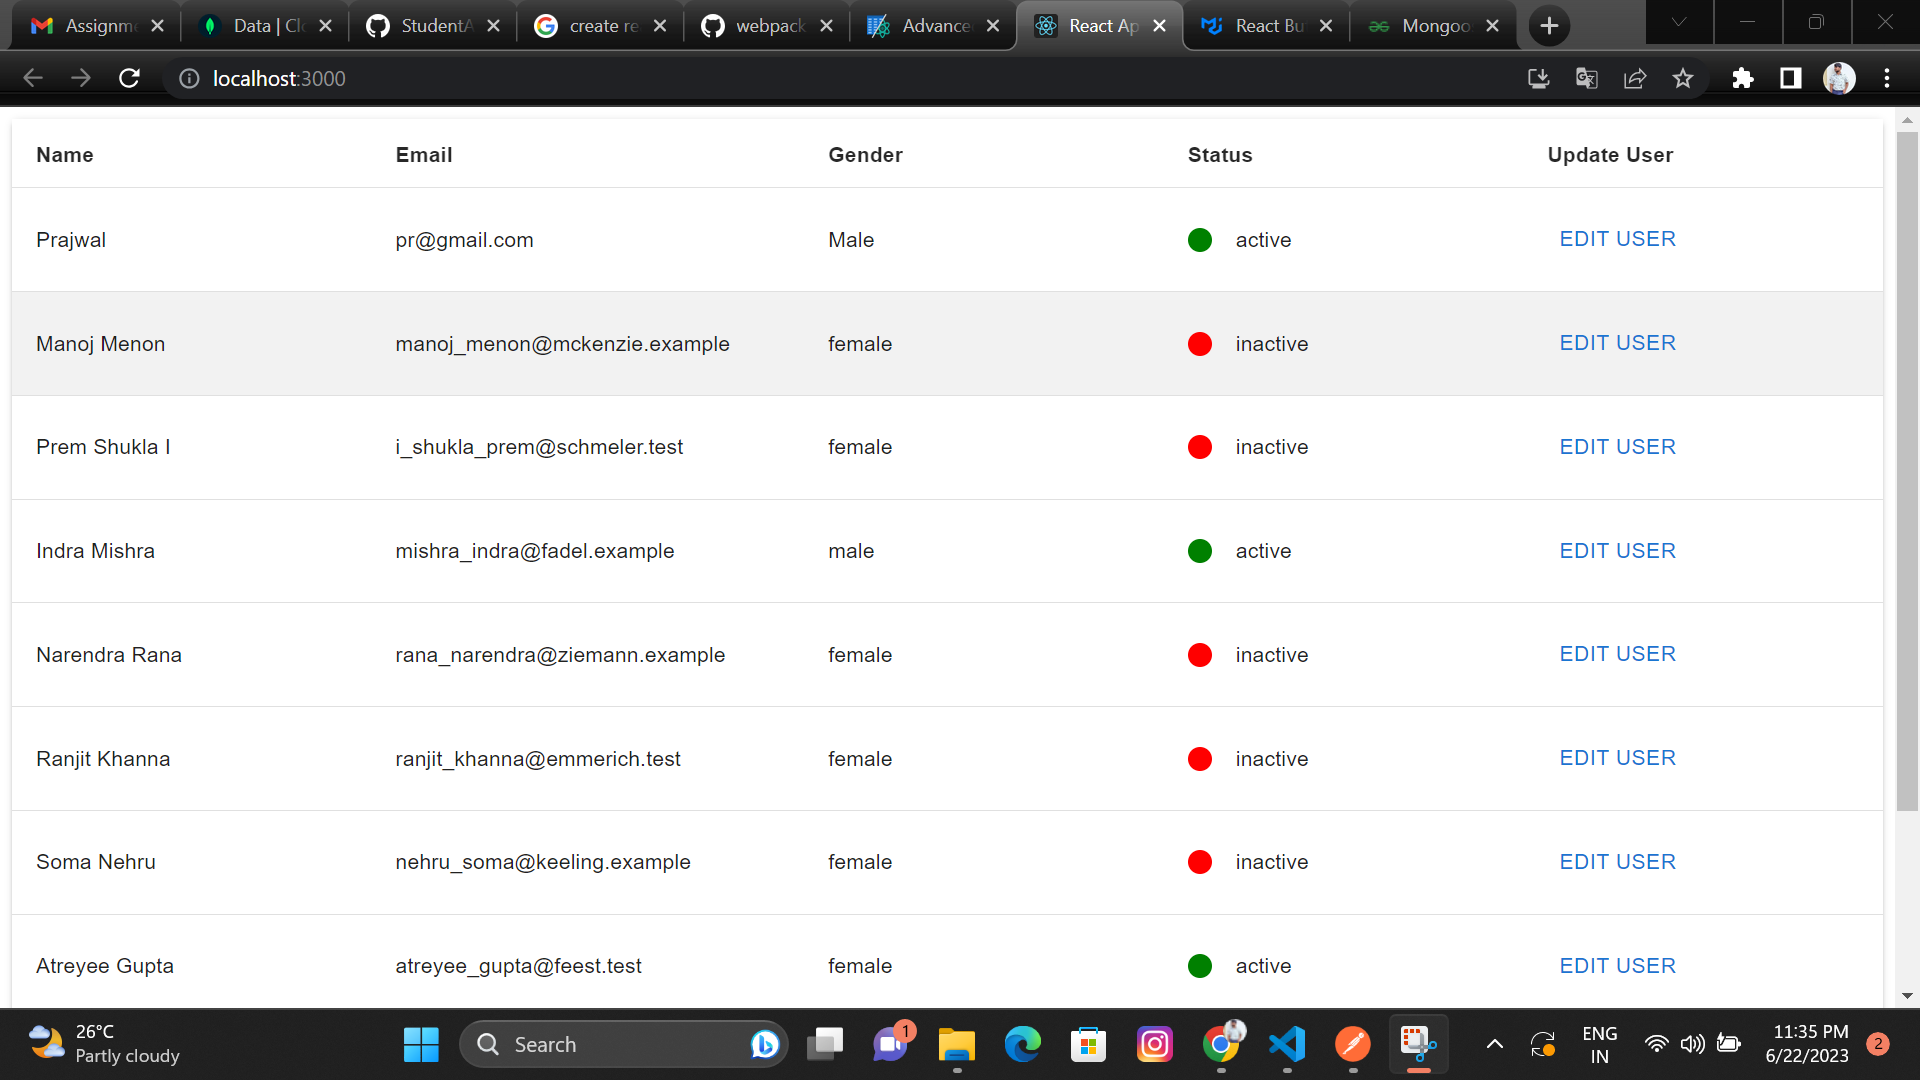 Assignme Data | Clo StudentA create re webpack Advance React Ap React Bu Mongoo
localhost:3000
Name Email Gender Status Update User
Prajwal pr@gmail.com Male active EDIT USER
Manoj Menon manoj_menon@mckenzie.example female inactive EDIT USER
Prem Shukla I i_shukla_prem@schmeler.test female inactive EDIT USER
Indra Mishra mishra_indra@fadel.example male active EDIT USER
Narendra Rana rana_narendra@ziemann.example female inactive EDIT USER
Ranjit Khanna ranjit_khanna@emmerich.test female inactive EDIT USER
Soma Nehru nehru_soma@keeling.example female inactive EDIT USER
Atreyee Gupta atreyee_gupta@feest.test female active EDIT USER
26°C
Partly cloudy
Search
1
ENG
IN
11:35 PM
6/22/2023
2